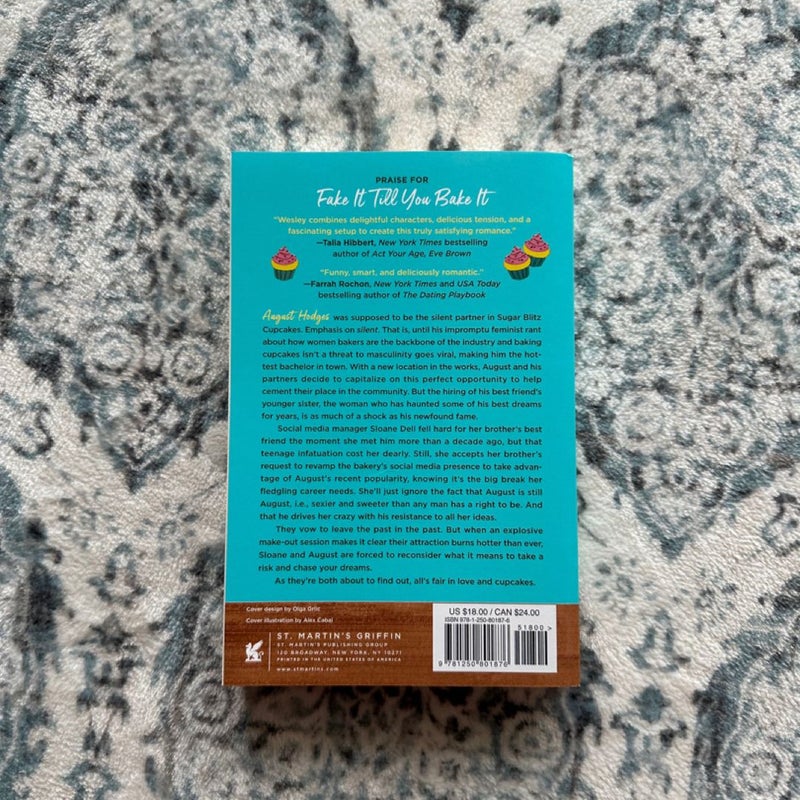 PRAISE FOR
Fake It Till You Bake It
"Wesley combines delightful characters, delicious tension, and a
fascinating setup to create this truly satisfying romance."
—Talia Hibbert, New York Times bestselling
author of Act Your Age, Eve Brown
"Funny, smart, and deliciously romantic."
—Farrah Rochon, New York Times and USA Today
bestselling author of The Dating Playbook
August Hodges was supposed to be the silent partner in Sugar Blitz
Cupcakes. Emphasis on silent. That is, until his impromptu feminist rant
about how women bakers are the backbone of the industry and baking
cupcakes isn't a threat to masculinity goes viral, making him the hot-
test bachelor in town. With a new location in the works, August and his
partners decide to capitalize on this perfect opportunity to help
cement their place in the community. But the hiring of his best friend's
younger sister, the woman who has haunted some of his best dreams
for years, is as much of a shock as his newfound fame.
Social media manager Sloane Dell fell hard for her brother's best
friend the moment she met him more than a decade ago, but that
teenage infatuation cost her dearly. Still, she accepts her brother's
request to revamp the bakery's social media presence to take advan-
tage of August's recent popularity, knowing it's the big break her
fledgling career needs. She'll just ignore the fact that August is still
August, i.e., sexier and sweeter than any man has a right to be. And
that he drives her crazy with his resistance to all her ideas.
They vow to leave the past in the past. But when an explosive
make-out session makes it clear their attraction burns hotter than ever,
Sloane and August are forced to reconsider what it means to take a
risk and chase your dreams.
As they're both about to find out, all's fair in love and cupcakes.
Cover design by Olga Grlic
Cover illustration by Alex Cabal
ST. MARTIN'S GRIFFIN
ST. MARTIN'S PUBLISHING GROUP
120 BROADWAY, NEW YORK, NY 10271
PRINTED IN THE UNITED STATES OF AMERICA
www.stmartins.com
US $18.00 / CAN $24.00
ISBN 978-1-250-80187-6
51800>
9 781250 801876